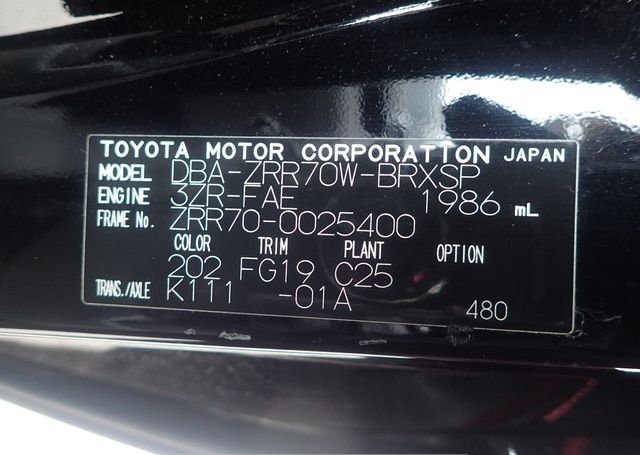 TOYOTA MOTOR CORPORATION JAPAN
MODEL DBA-ZRR70W-BRXSP
ENGINE 3ZR-FAE 1986 mL
FRAME No. ZRR70-0025400
COLOR TRIM PLANT OPTION
202 FG19 C25
TRANS./AXLE K111 -01A 480